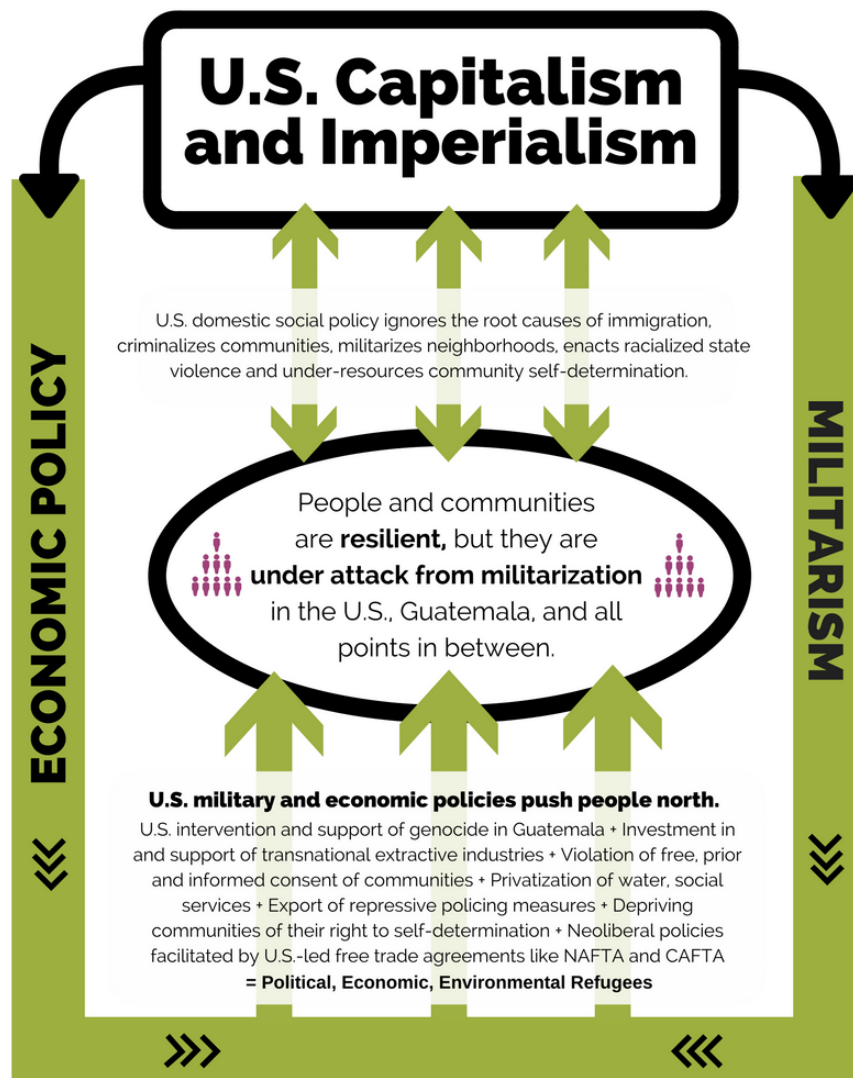 U.S. Capitalism
and Imperialism
U.S. domestic social policy ignores the root causes of immigration,
criminalizes communities, militarizes neighborhoods, enacts racialized state
violence and under-resources community self-determination.
ECONOMIC POLICY
MILITARISM
People and communities
are resilient, but they are
under attack from militarization
in the U.S., Guatemala, and all
points in between.
U.S. military and economic policies push people north.
U.S. intervention and support of genocide in Guatemala + Investment in
and support of transnational extractive industries + Violation of free, prior
and informed consent of communities + Privatization of water, social
services + Export of repressive policing measures + Depriving
communities of their right to self-determination + Neoliberal policies
facilitated by U.S.-led free trade agreements like NAFTA and CAFTA
= Political, Economic, Environmental Refugees